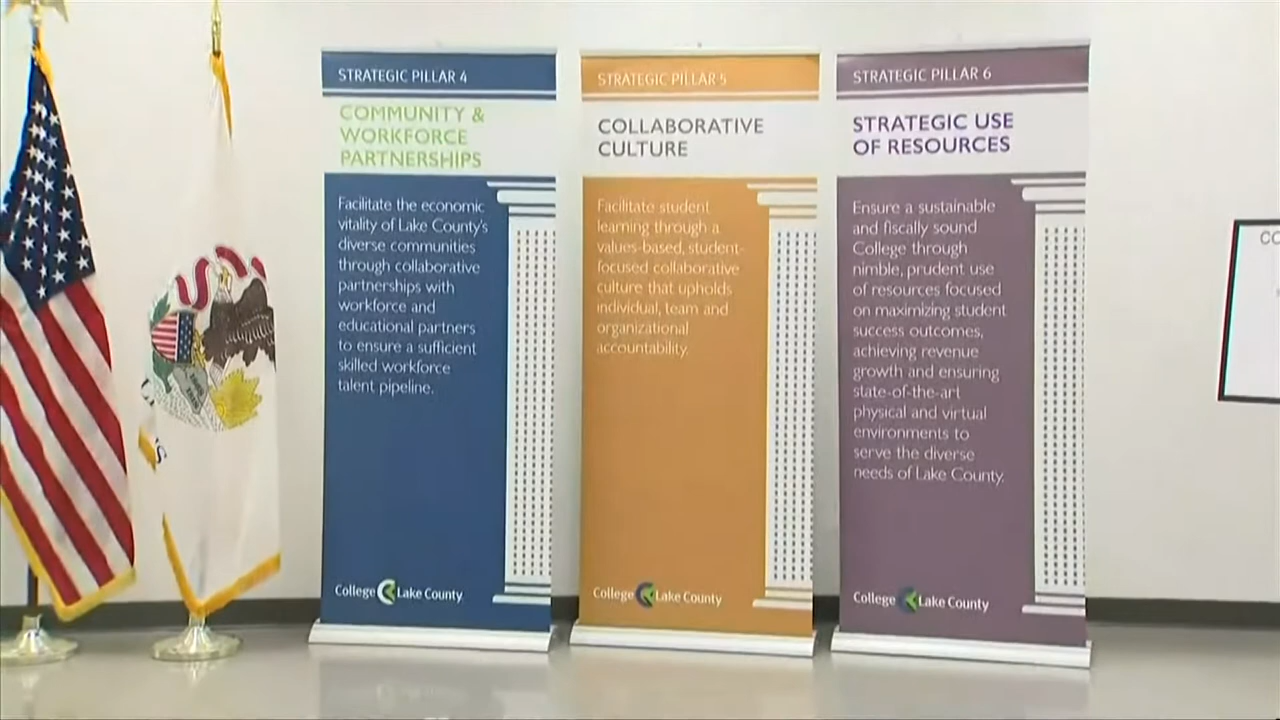 STRATEGIC PILLAR 4
COMMUNITY &
WORKFORCE
PARTNERSHIPS
Facilitate the economic
vitality of Lake County's
diverse communities
through collaborative
partnerships with
workforce and
educational partners
to ensure a sufficient
skilled workforce
talent pipeline.
College Lake County
STRATEGIC PILLAR 5
COLLABORATIVE
CULTURE
Facilitate student
learning through a
values-based, student-
focused collaborative
culture that upholds
individual, team and
organizational
accountability.
College Lake County
STRATEGIC PILLAR 6
STRATEGIC USE
OF RESOURCES
Ensure a sustainable
and fiscally sound
College through
nimble, prudent use
of resources focused
on maximizing student
success outcomes,
achieving revenue
growth and ensuring
state-of-the-art
physical and virtual
environments to
serve the diverse
needs of Lake County.
College Lake County
CO